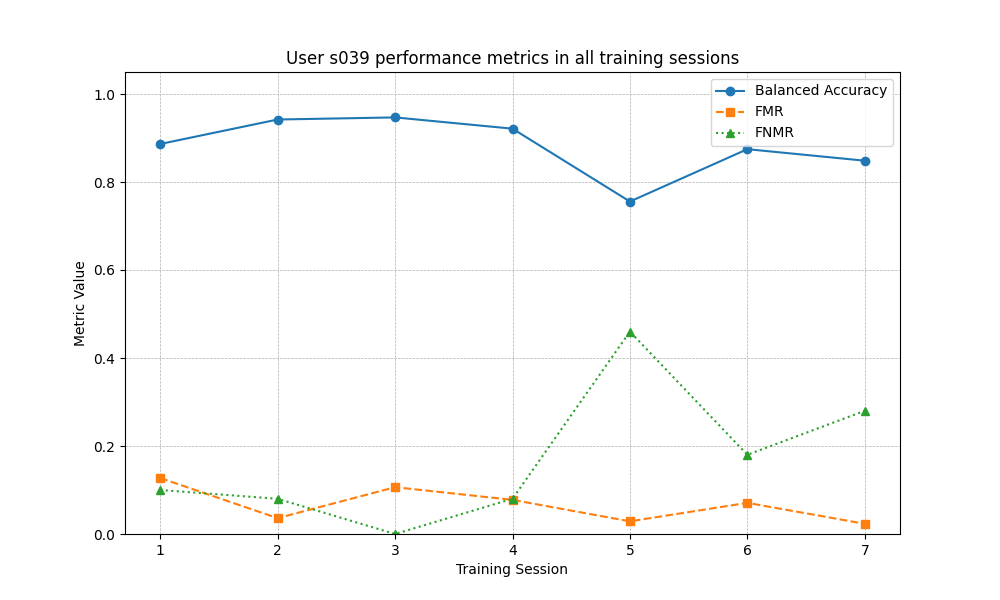 User s039 performance metrics in all training sessions
Balanced Accuracy
FMR
FNMR
1.0
0.8
0.6
0.4
0.2
0.0
Metric Value
1 2 3 4 5 6 7
Training Session